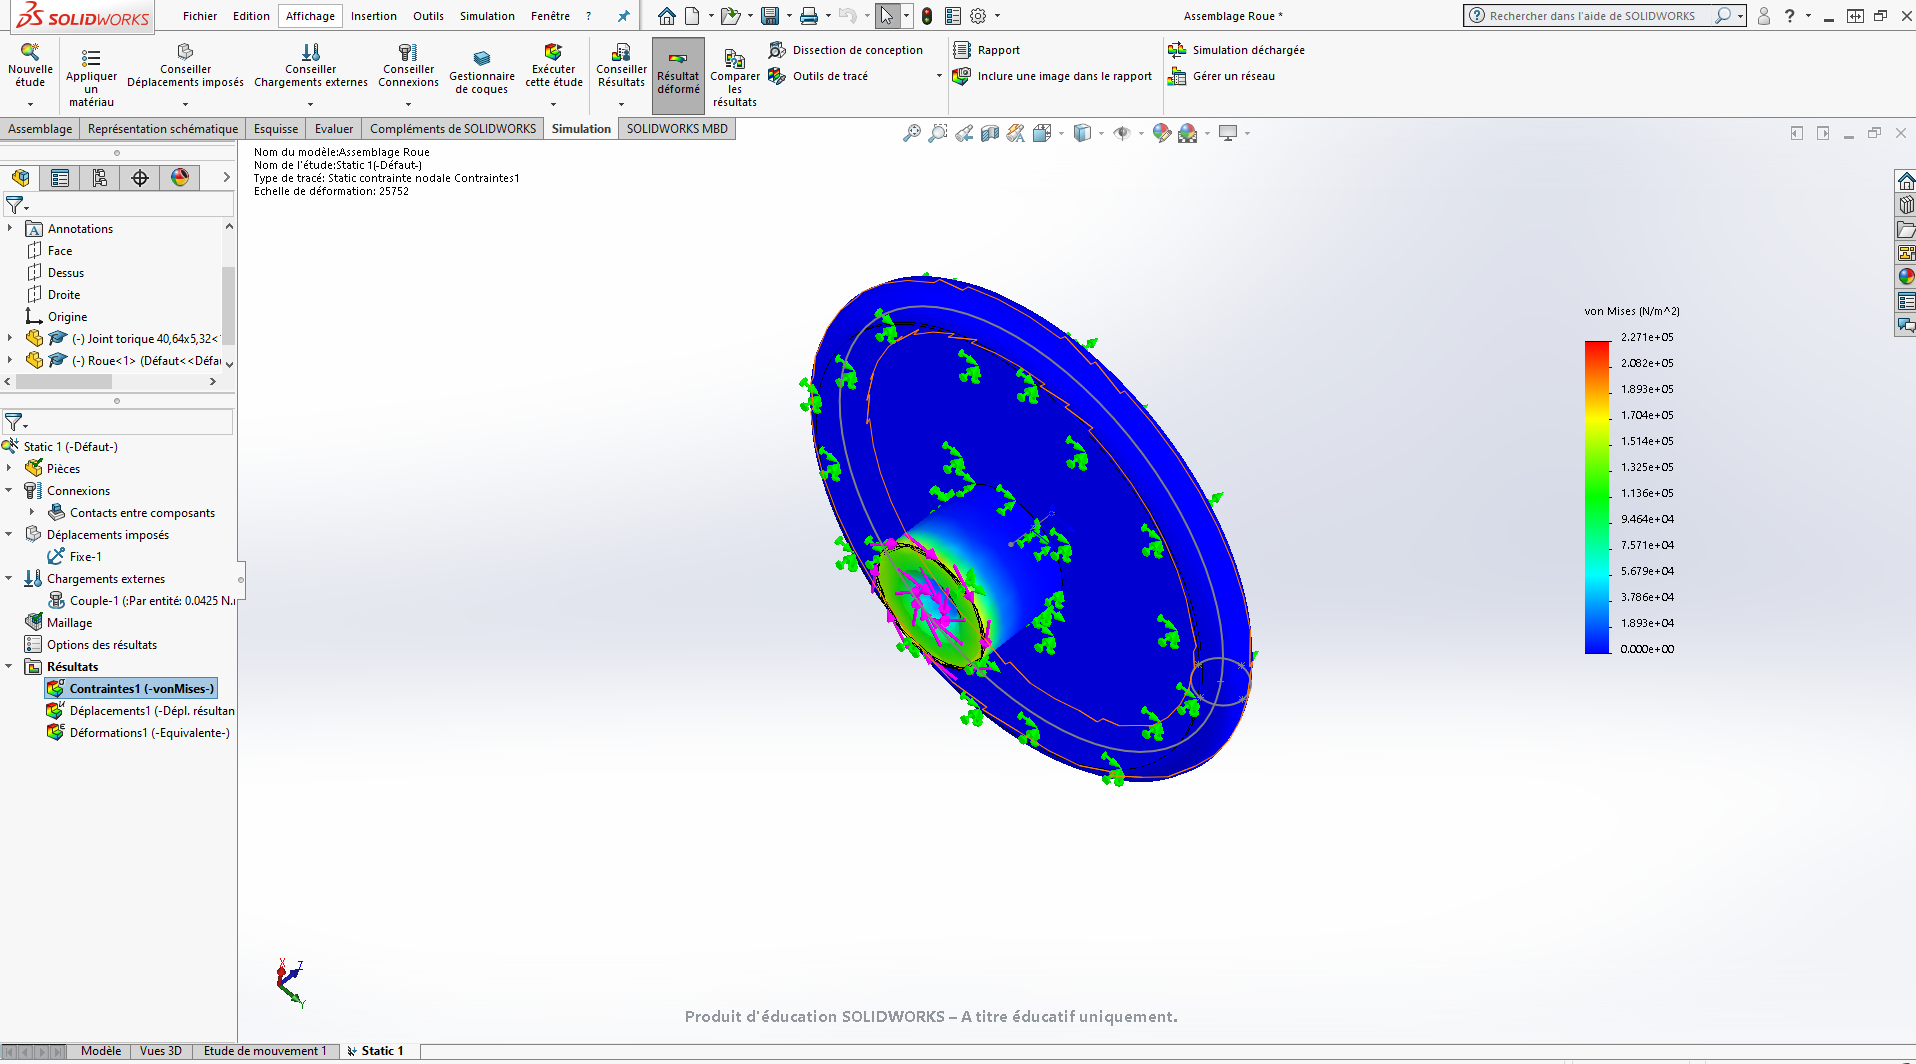 SOLIDWORKS
Fichier Edition Affichage Insertion Outils Simulation Fenêtre ?
Assemblage Roue *
Rechercher dans l'aide de SOLIDWORKS
Nouvelle étude
Appliquer un matériau
Conseiller Déplacements imposés
Conseiller Chargements externes
Conseiller Connexions
Gestionnaire de coques
Exécuter cette étude
Conseiller Résultats
Résultat déformé
Comparer les résultats
Dissection de conception
Outils de tracé
Rapport
Inclure une image dans le rapport
Simulation déchargée
Gérer un réseau
Assemblage Représentation schématique Esquisse Evaluer Compléments de SOLIDWORKS Simulation SOLIDWORKS MBD
Nom du modèle:Assemblage Roue
Nom de l'étude:Static 1(-Défaut-)
Type de tracé: Static contrainte nodale Contraintes1
Echelle de déformation: 25752
Annotations
Face
Dessus
Droite
Origine
(-) Joint torique 40,64x5,32<
(-) Roue<1> (Défaut<<Défau
Static 1 (-Défaut-)
Pièces
Connexions
Contacts entre composants
Déplacements imposés
Fixe-1
Chargements externes
Couple-1 (:Par entité: 0.0425 N.
Maillage
Options des résultats
Résultats
Contraintes1 (-vonMises-)
Déplacements1 (-Dépl. résultan
Déformations1 (-Equivalente-)
von Mises (N/m^2)
2.271e+05
2.082e+05
1.893e+05
1.704e+05
1.514e+05
1.325e+05
1.136e+05
9.464e+04
7.571e+04
5.679e+04
3.786e+04
1.893e+04
0.000e+00
X
Z
Y
Produit d'éducation SOLIDWORKS – A titre éducatif uniquement.
Modèle Vues 3D Etude de mouvement 1 Static 1